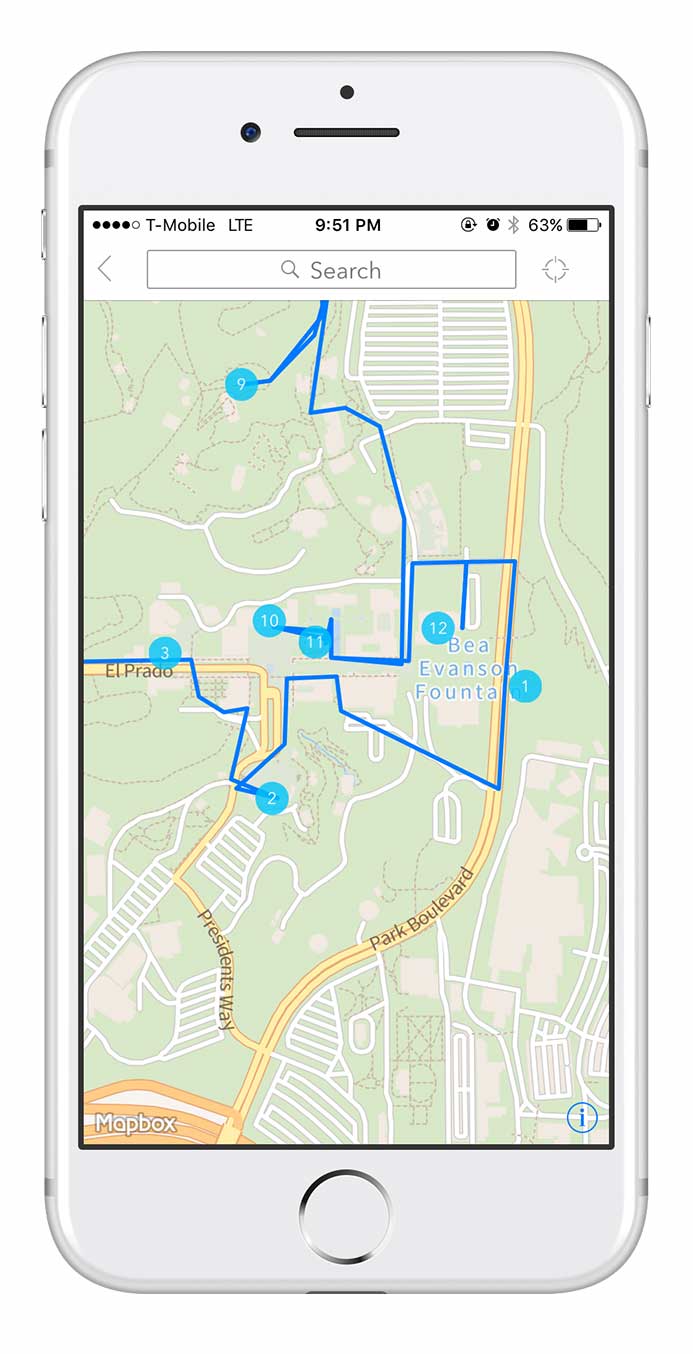 T-Mobile LTE 9:51 PM 63%
Search
9
10
11
12
Bea
Evanson
Fountain
3
El Prado
1
2
Park Boulevard
Presidents Way
Mapbox
i